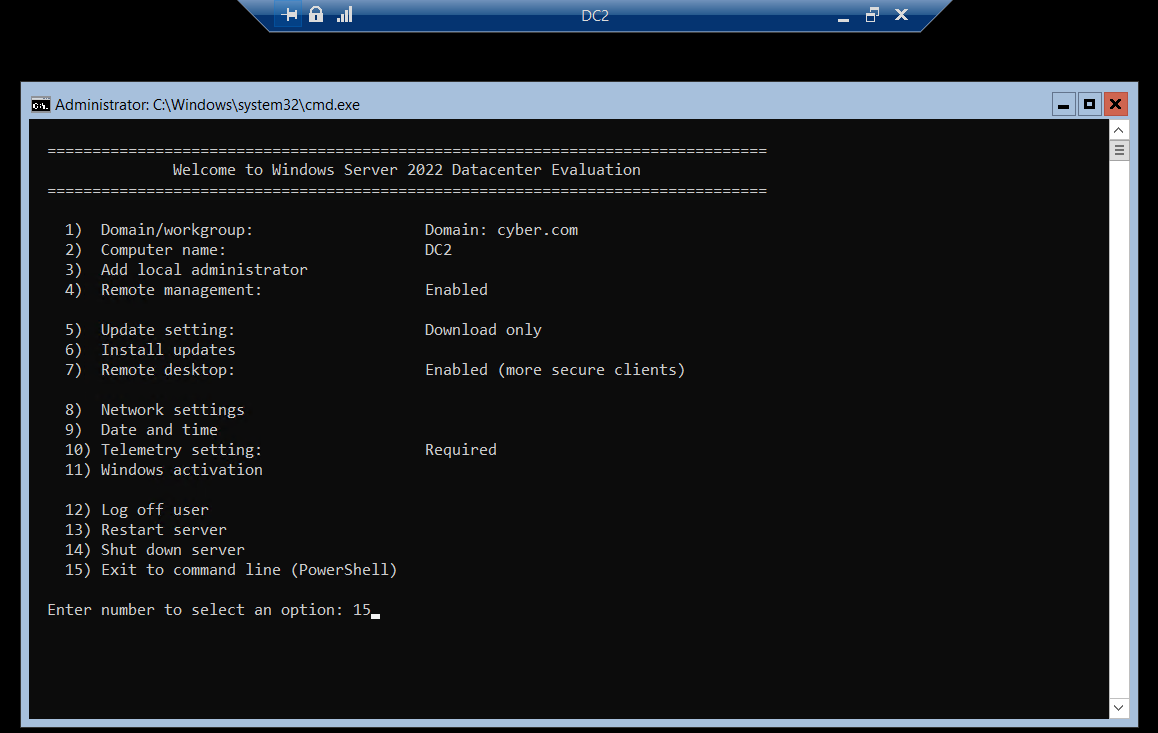 DC2
Administrator: C:\Windows\system32\cmd.exe
================================================================================
Welcome to Windows Server 2022 Datacenter Evaluation
================================================================================
1) Domain/workgroup: Domain: cyber.com
2) Computer name: DC2
3) Add local administrator
4) Remote management: Enabled
5) Update setting: Download only
6) Install updates
7) Remote desktop: Enabled (more secure clients)
8) Network settings
9) Date and time
10) Telemetry setting: Required
11) Windows activation
12) Log off user
13) Restart server
14) Shut down server
15) Exit to command line (PowerShell)
Enter number to select an option: 15